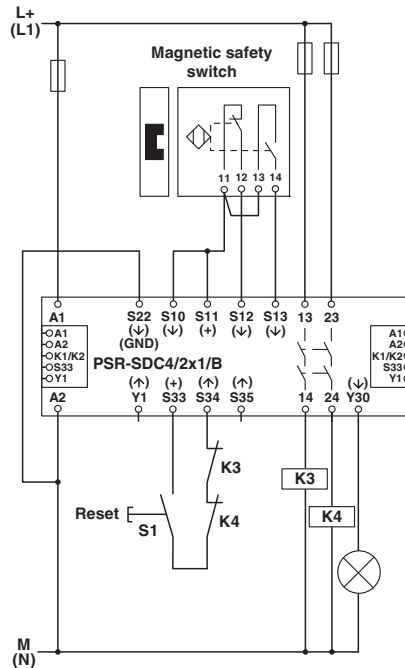 L+
(L1)
Magnetic safety
switch
11 12 13 14
A1 S22 S10 S11 S12 S13 13 23
(↓) (↓) (+) (↓) (↓)
(GND)
A1
A2
K1/K2
S33
Y1
PSR-SDC4/2x1/B
A1
A2
K1/K2
S33
Y1
(↑) (+) (↑) (↑) (↓)
A2 Y1 S33 S34 S35 14 24 Y30
K3
K3
Reset
S1
K4
K4
M
(N)